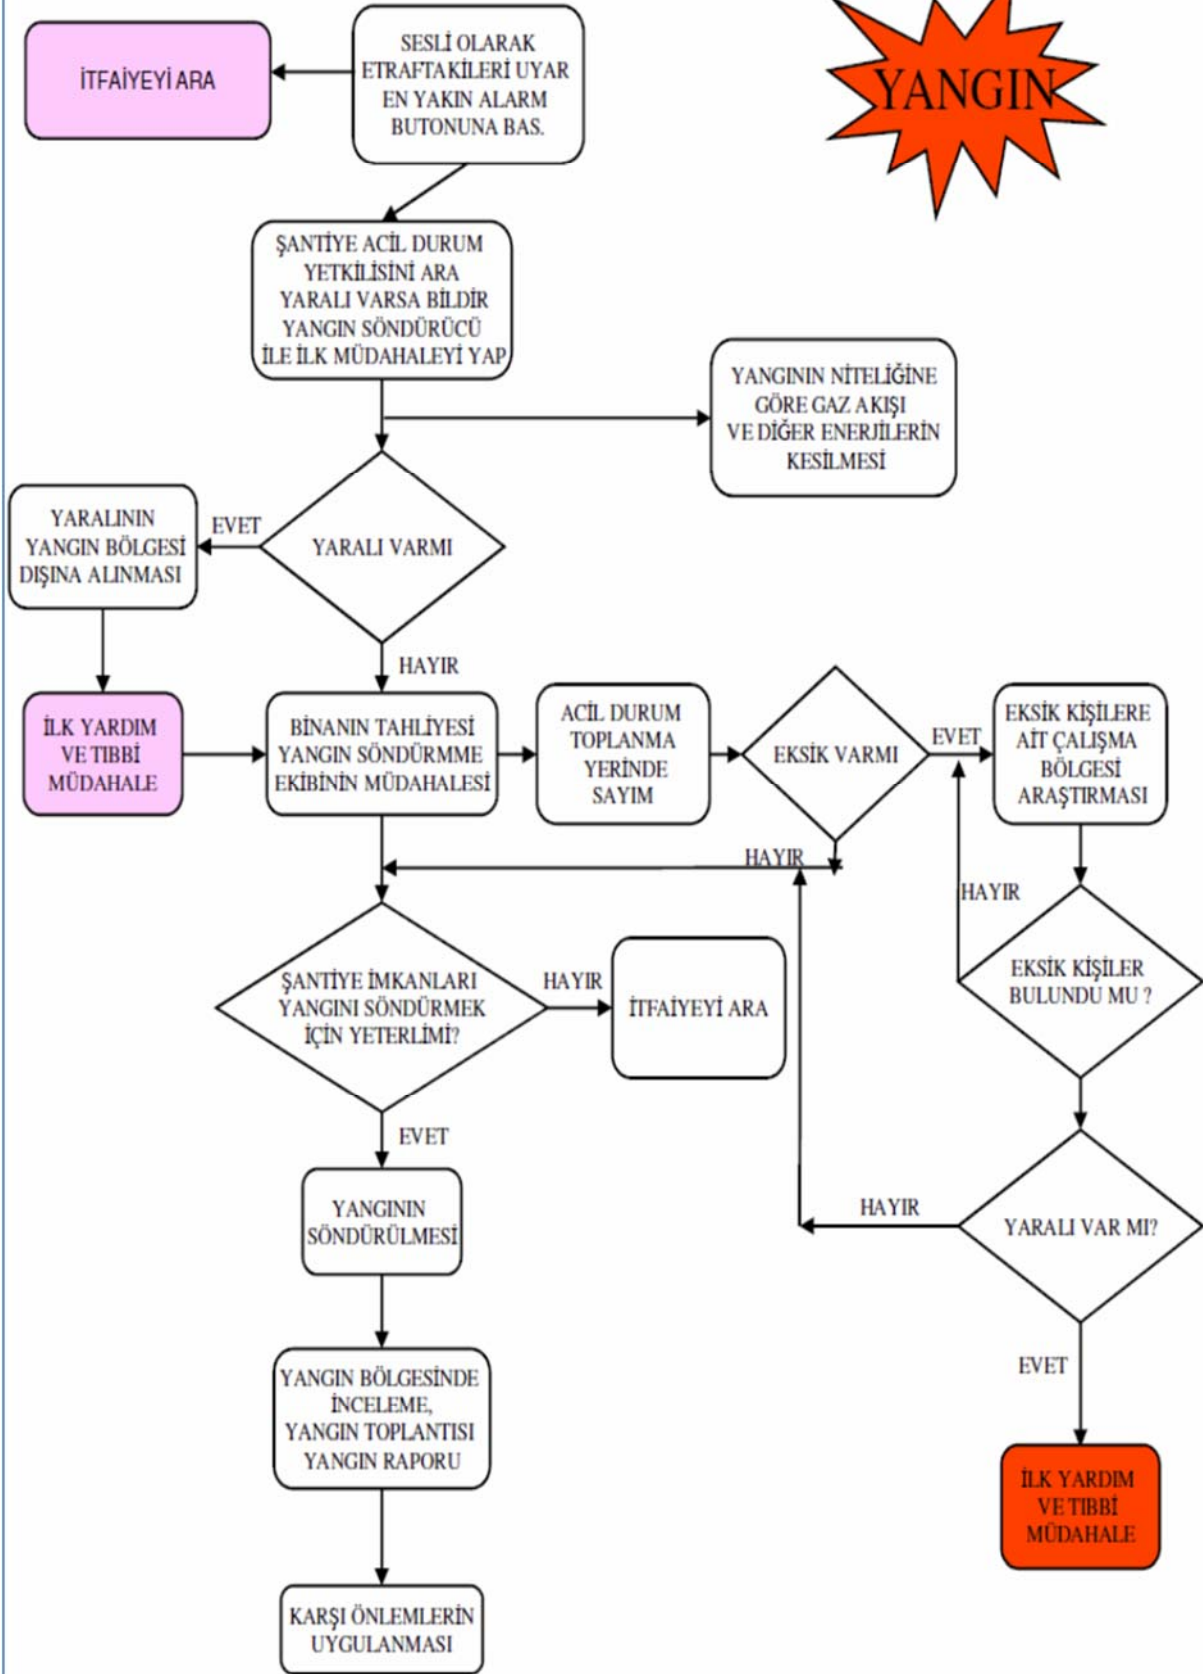 YANGIN
İTFAİYEYİ ARA
SESLİ OLARAK
ETRAFTAKİLERİ UYAR
EN YAKIN ALARM
BUTONUNA BAS.
ŞANTİYE ACİL DURUM
YETKİLİSİNİ ARA
YARALI VARSA BİLDİR
YANGIN SÖNDÜRÜCÜ
İLE İLK MÜDAHALEYİ YAP
YANGININ NİTELİĞİNE
GÖRE GAZ AKIŞI
VE DİĞER ENERJİLERİN
KESİLMESİ
YARALININ
YANGIN BÖLGESİ
DIŞINA ALINMASI
EVET
YARALI VARMI
HAYIR
İLK YARDIM
VE TIBBİ
MÜDAHALE
BİNANIN TAHLİYESİ
YANGIN SÖNDÜRMME
EKİBİNİN MÜDAHALESİ
ACİL DURUM
TOPLANMA
YERİNDE
SAYIM
EKSİK VARMI
EVET
EKSİK KİŞİLERE
AİT ÇALIŞMA
BÖLGESİ
ARAŞTIRMASI
HAYIR
HAYIR
EKSİK KİŞİLER
BULUNDU MU ?
ŞANTİYE İMKANLARI
YANGINI SÖNDÜRMEK
İÇİN YETERLİMİ?
HAYIR
İTFAİYEYİ ARA
EVET
YANGININ
SÖNDÜRÜLMESİ
HAYIR
YARALI VAR MI?
EVET
YANGIN BÖLGESİNDE
İNCELEME,
YANGIN TOPLANTISI
YANGIN RAPORU
İLK YARDIM
VE TIBBİ
MÜDAHALE
KARŞI ÖNLEMLERİN
UYGULANMASI